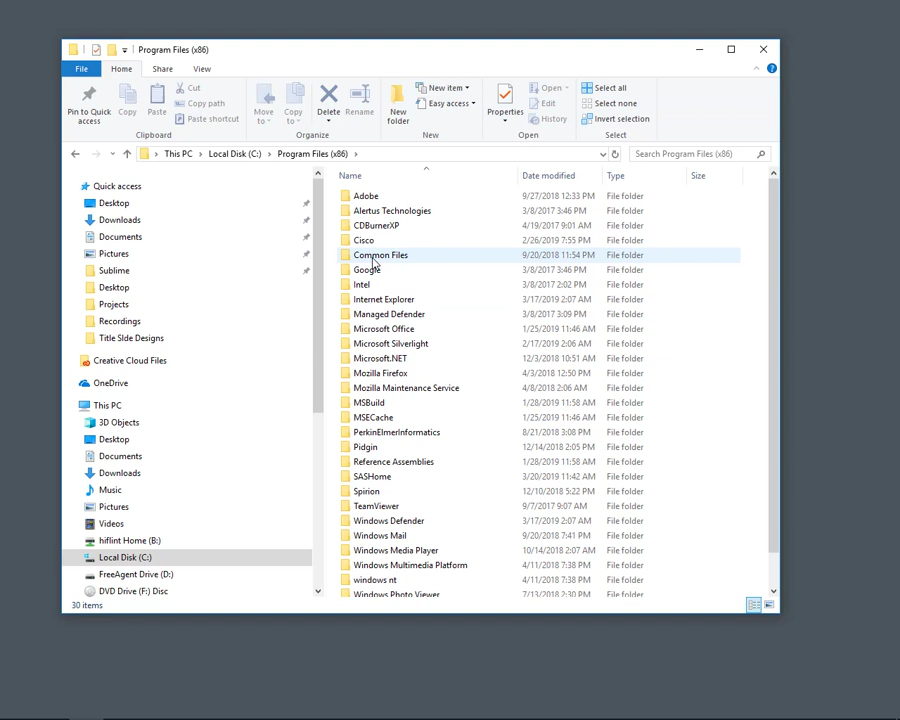 Program Files (x86)
File Home Share View
Pin to Quick access
Copy
Paste
Cut
Copy path
Paste shortcut
Clipboard
Move to
Copy to
Delete
Rename
Organize
New folder
New item
Easy access
New
Properties
Open
Edit
History
Open
Select all
Select none
Invert selection
Select
This PC > Local Disk (C:) > Program Files (x86) >
Search Program Files (x86)
Quick access
Desktop
Downloads
Documents
Pictures
Sublime
Desktop
Projects
Recordings
Title Slde Designs
Creative Cloud Files
OneDrive
This PC
3D Objects
Desktop
Documents
Downloads
Music
Pictures
Videos
hiflint Home (B:)
Local Disk (C:)
FreeAgent Drive (D:)
DVD Drive (F:) Disc
Name Date modified Type Size
Adobe 9/27/2018 12:33 PM File folder
Alertus Technologies 3/8/2017 3:46 PM File folder
CDBurnerXP 4/19/2017 9:01 AM File folder
Cisco 2/26/2019 7:55 PM File folder
Common Files 9/20/2018 11:54 PM File folder
Google 3/8/2017 3:46 PM File folder
Intel 3/8/2017 2:02 PM File folder
Internet Explorer 3/17/2019 2:07 AM File folder
Managed Defender 3/8/2017 3:09 PM File folder
Microsoft Office 1/25/2019 11:46 AM File folder
Microsoft Silverlight 2/17/2019 2:06 AM File folder
Microsoft.NET 12/3/2018 10:51 AM File folder
Mozilla Firefox 4/3/2018 12:50 PM File folder
Mozilla Maintenance Service 4/8/2018 2:06 AM File folder
MSBuild 1/28/2019 11:58 AM File folder
MSECache 1/25/2019 11:46 AM File folder
PerkinElmerInformatics 8/21/2018 3:08 PM File folder
Pidgin 12/14/2018 2:05 PM File folder
Reference Assemblies 1/28/2019 11:58 AM File folder
SASHome 3/20/2019 11:42 AM File folder
Spirion 12/10/2018 5:22 PM File folder
TeamViewer 9/7/2017 9:07 AM File folder
Windows Defender 3/17/2019 2:07 AM File folder
Windows Mail 9/20/2018 7:41 PM File folder
Windows Media Player 10/14/2018 2:07 AM File folder
Windows Multimedia Platform 4/11/2018 7:38 PM File folder
windows nt 4/11/2018 7:38 PM File folder
Windows Photo Viewer 7/13/2018 2:30 PM File folder
30 items